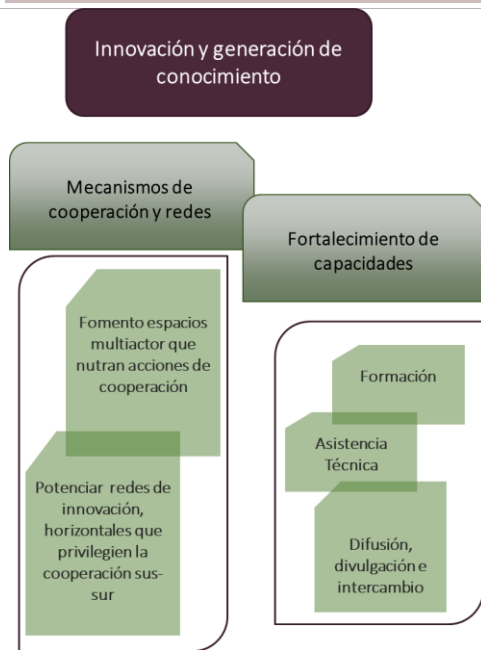 Innovación y generación de
conocimiento
Mecanismos de
cooperación y redes
Fomento espacios
multiactor que
nutran acciones de
cooperación
Potenciar redes de
innovación,
horizontales que
privilegien la
cooperación sus-
sur
Fortalecimiento de
capacidades
Formación
Asistencia
Técnica
Difusión,
divulgación e
intercambio